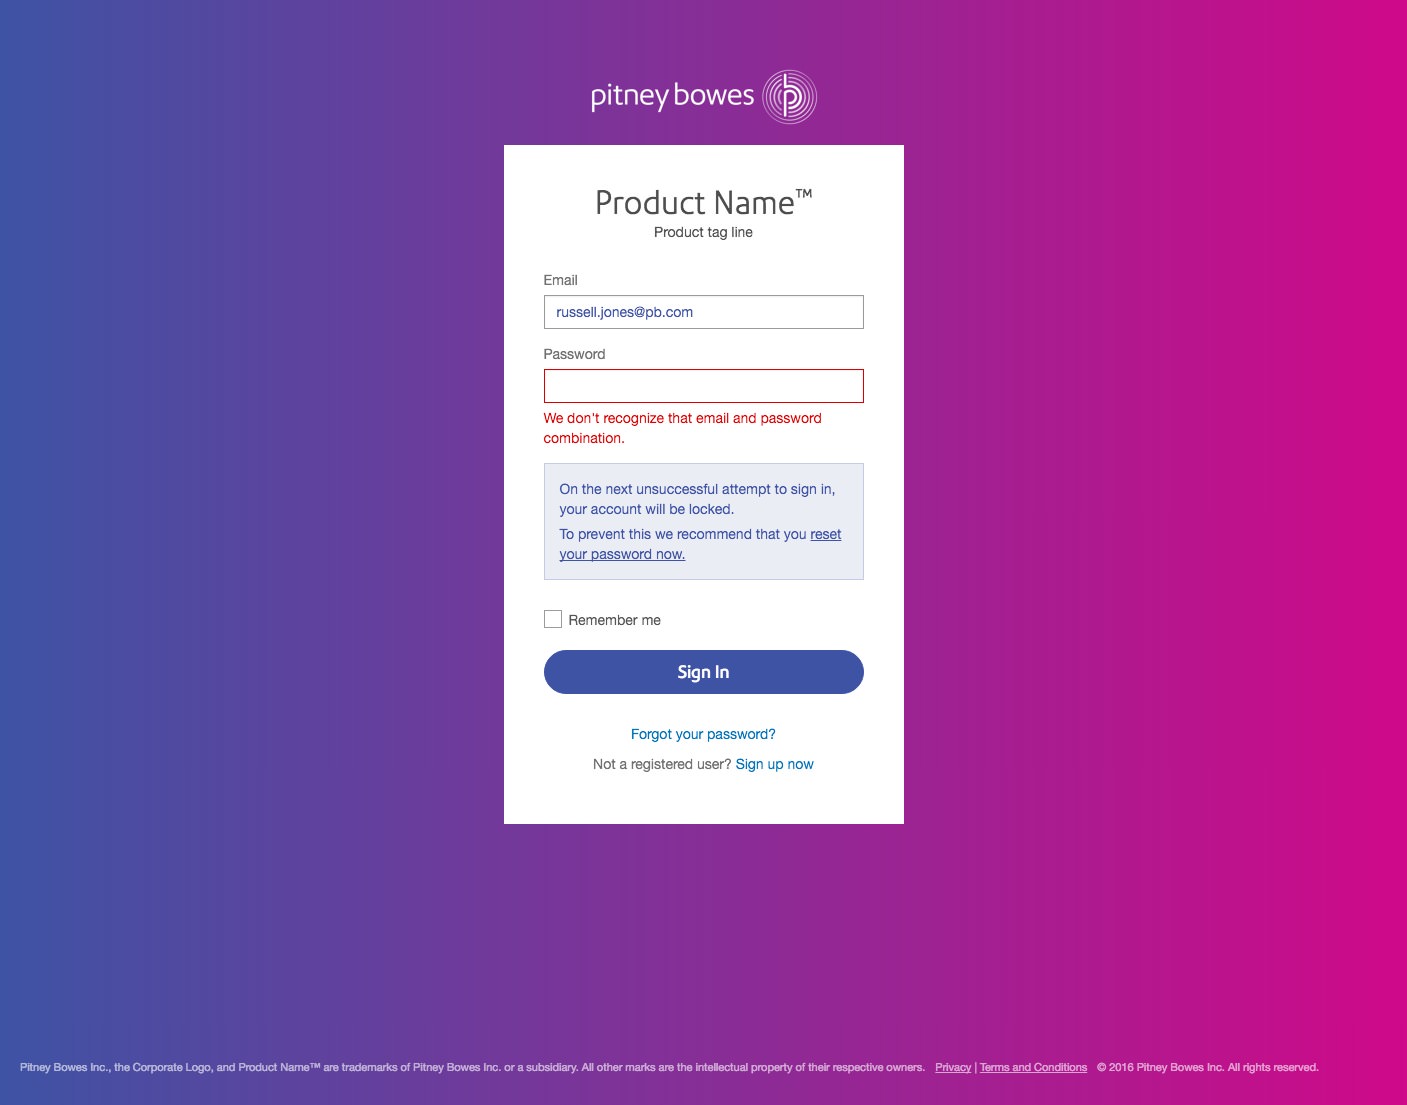 pitney bowes
Product Name™
Product tag line
Email
russell.jones@pb.com
Password
We don't recognize that email and password
combination.
On the next unsuccessful attempt to sign in,
your account will be locked.
To prevent this we recommend that you reset
your password now.
Remember me
Sign In
Forgot your password?
Not a registered user? Sign up now
Pitney Bowes Inc., the Corporate Logo, and Product Name™ are trademarks of Pitney Bowes Inc. or a subsidiary. All other marks are the intellectual property of their respective owners. Privacy | Terms and Conditions © 2016 Pitney Bowes Inc. All rights reserved.